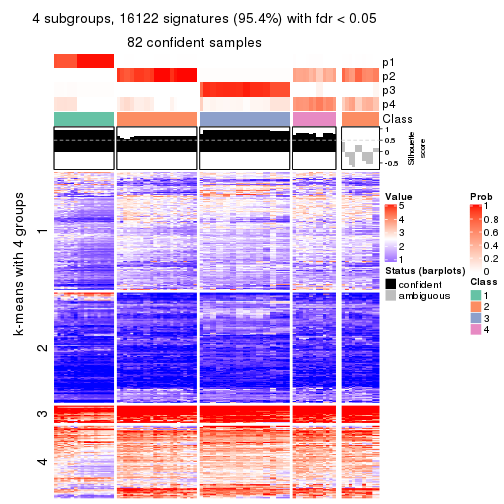 4 subgroups, 16122 signatures (95.4%) with fdr < 0.05
82 confident samples
p1
p2
p3
p4
Class
1
0.5
0
-0.5
Silhouette
score
k-means with 4 groups
1
2
3
4
Value
5
4
3
2
1
Status (barplots)
confident
ambiguous
Prob
1
0.8
0.6
0.4
0.2
0
Class
1
2
3
4